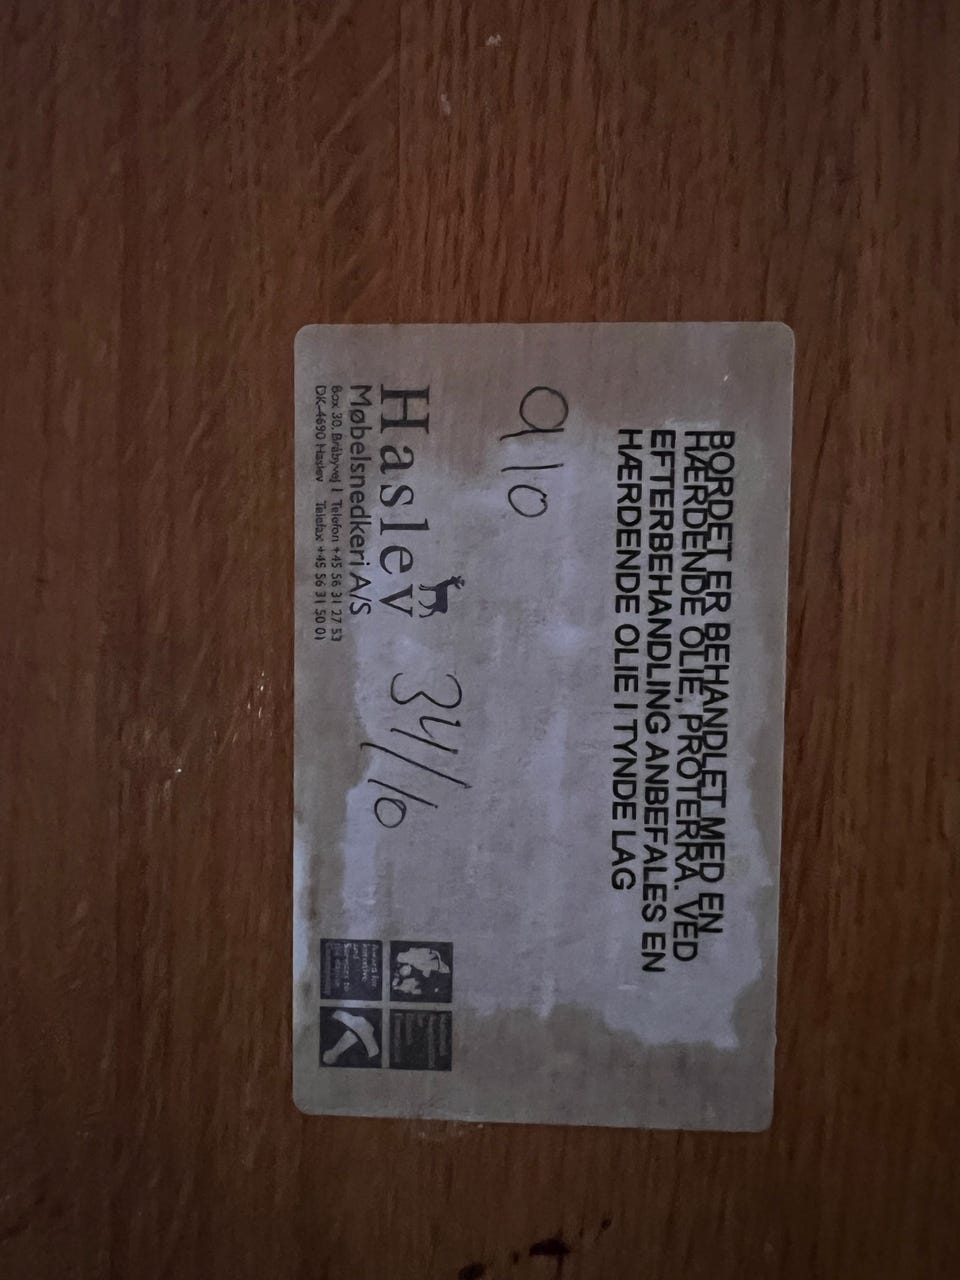 BORDET ER BEHANDLET MED EN
HÆRDENDE OLIE, PROTERRA. VED
EFTERBEHANDLING ANBEFALES EN
HÆRDENDE OLIE I TYNDE LAG
910
Haslev 34/10
Møbelsnedkeri A/S
Box 30, Bråbyvej 1 Telefon +45 56 31 27 53
DK-4690 Haslev Telefax +45 56 31 50 01